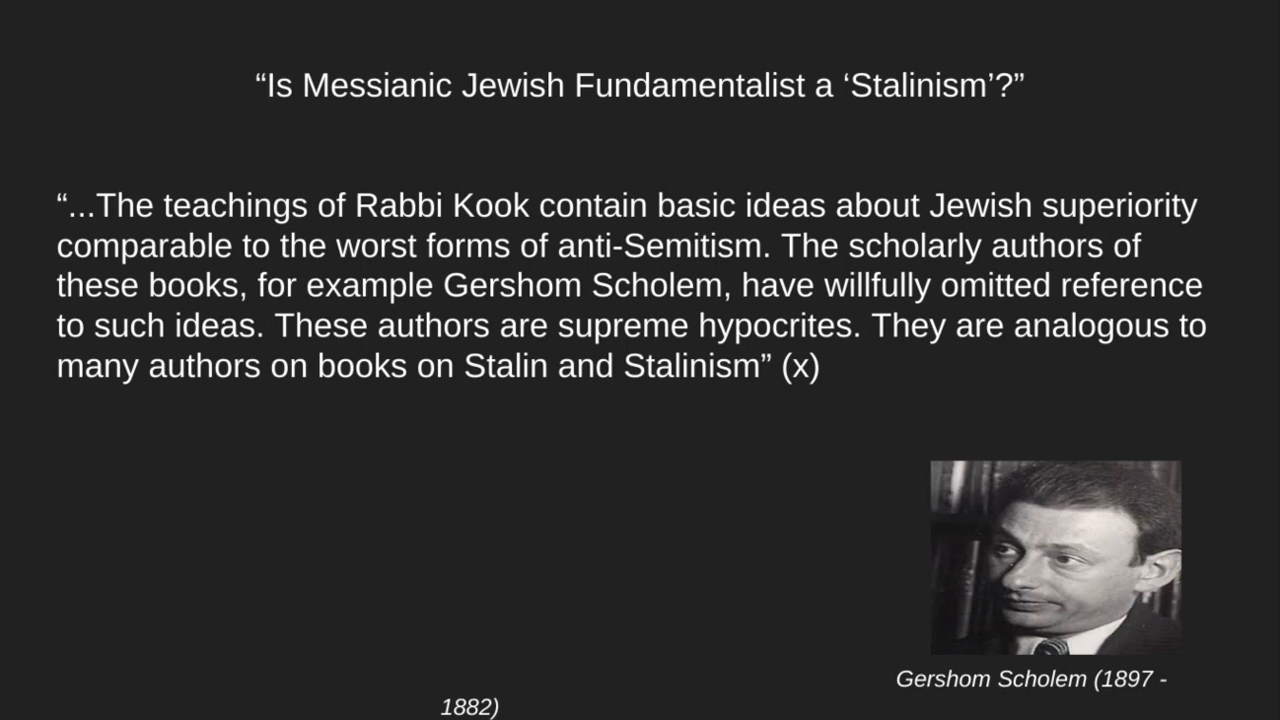 “Is Messianic Jewish Fundamentalist a ‘Stalinism’?”
“...The teachings of Rabbi Kook contain basic ideas about Jewish superiority
comparable to the worst forms of anti-Semitism. The scholarly authors of
these books, for example Gershom Scholem, have willfully omitted reference
to such ideas. These authors are supreme hypocrites. They are analogous to
many authors on books on Stalin and Stalinism” (x)
Gershom Scholem (1897 -
1882)